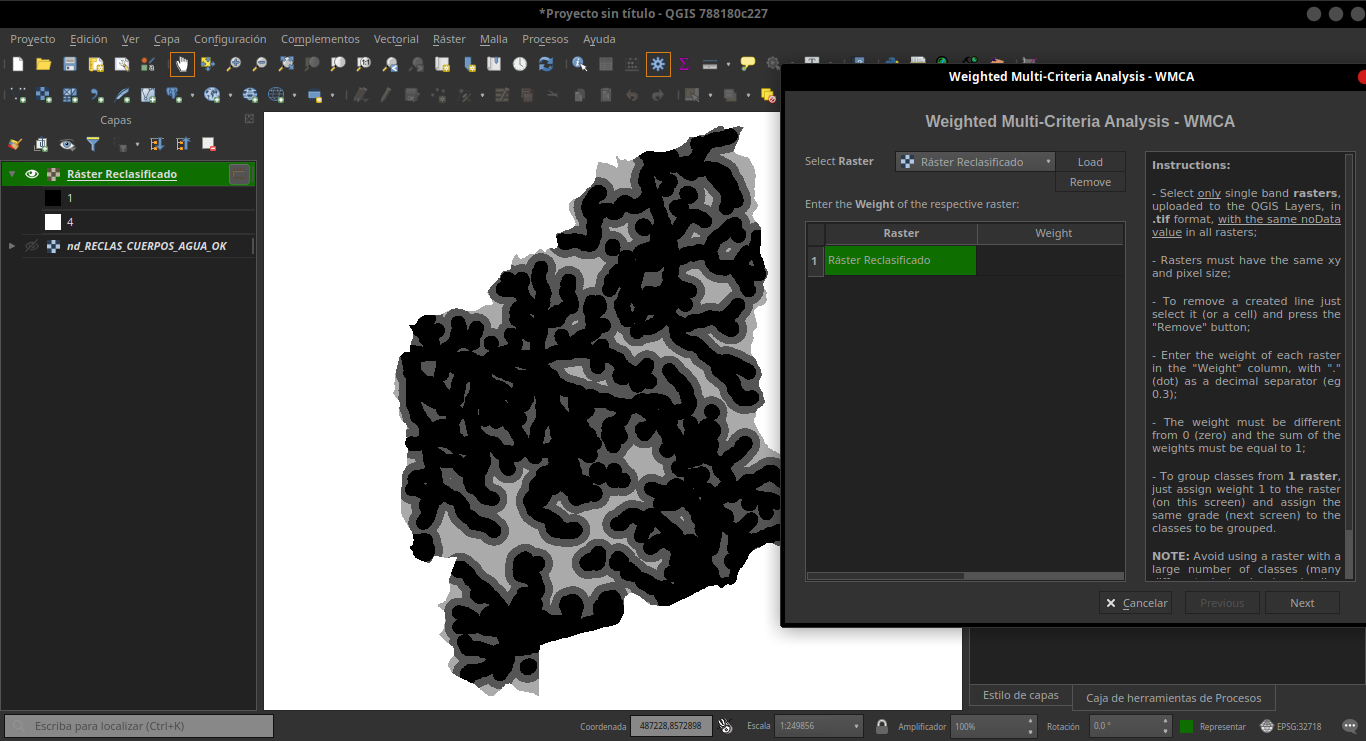 *Proyecto sin título - QGIS 788180c227
Proyecto Edición Ver Capa Configuración Complementos Vectorial Ráster Malla Procesos Ayuda
Weighted Multi-Criteria Analysis - WMCA
Capas
Ráster Reclasificado
1
4
nd_RECLAS_CUERPOS_AGUA_OK
Weighted Multi-Criteria Analysis - WMCA
Select Raster Ráster Reclasificado Load
Remove
Enter the Weight of the respective raster:
Raster Weight
1 Ráster Reclasificado
Instructions:
- Select only single band rasters,
uploaded to the QGIS Layers, in
.tif format, with the same noData
value in all rasters;
- Rasters must have the same xy
and pixel size;
- To remove a created line just
select it (or a cell) and press the
"Remove" button;
- Enter the weight of each raster
in the "Weight" column, with "."
(dot) as a decimal separator (eg
0.3);
- The weight must be different
from 0 (zero) and the sum of the
weights must be equal to 1;
- To group classes from 1 raster,
just assign weight 1 to the raster
(on this screen) and assign the
same grade (next screen) to the
classes to be grouped.
NOTE: Avoid using a raster with a
large number of classes (many
Cancelar Previous Next
Estilo de capas Caja de herramientas de Procesos
Escriba para localizar (Ctrl+K) Coordenada 487228,8572898 Escala 1:249856 Amplificador 100% Rotación 0.0 ° Representar EPSG:32718